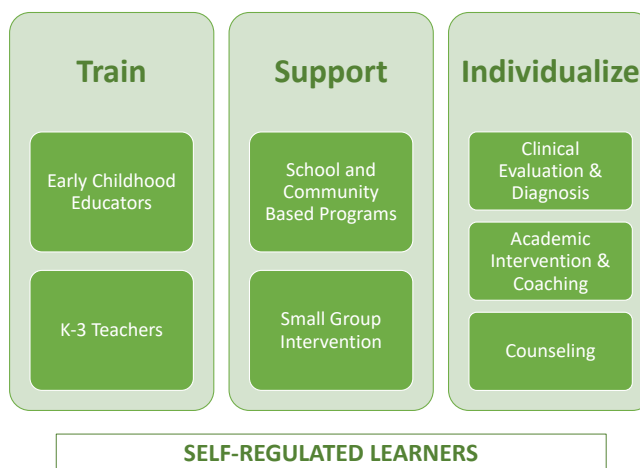 Train
Early Childhood
Educators
K-3 Teachers
Support
School and
Community
Based Programs
Small Group
Intervention
Individualize
Clinical
Evaluation &
Diagnosis
Academic
Intervention &
Coaching
Counseling
SELF-REGULATED LEARNERS